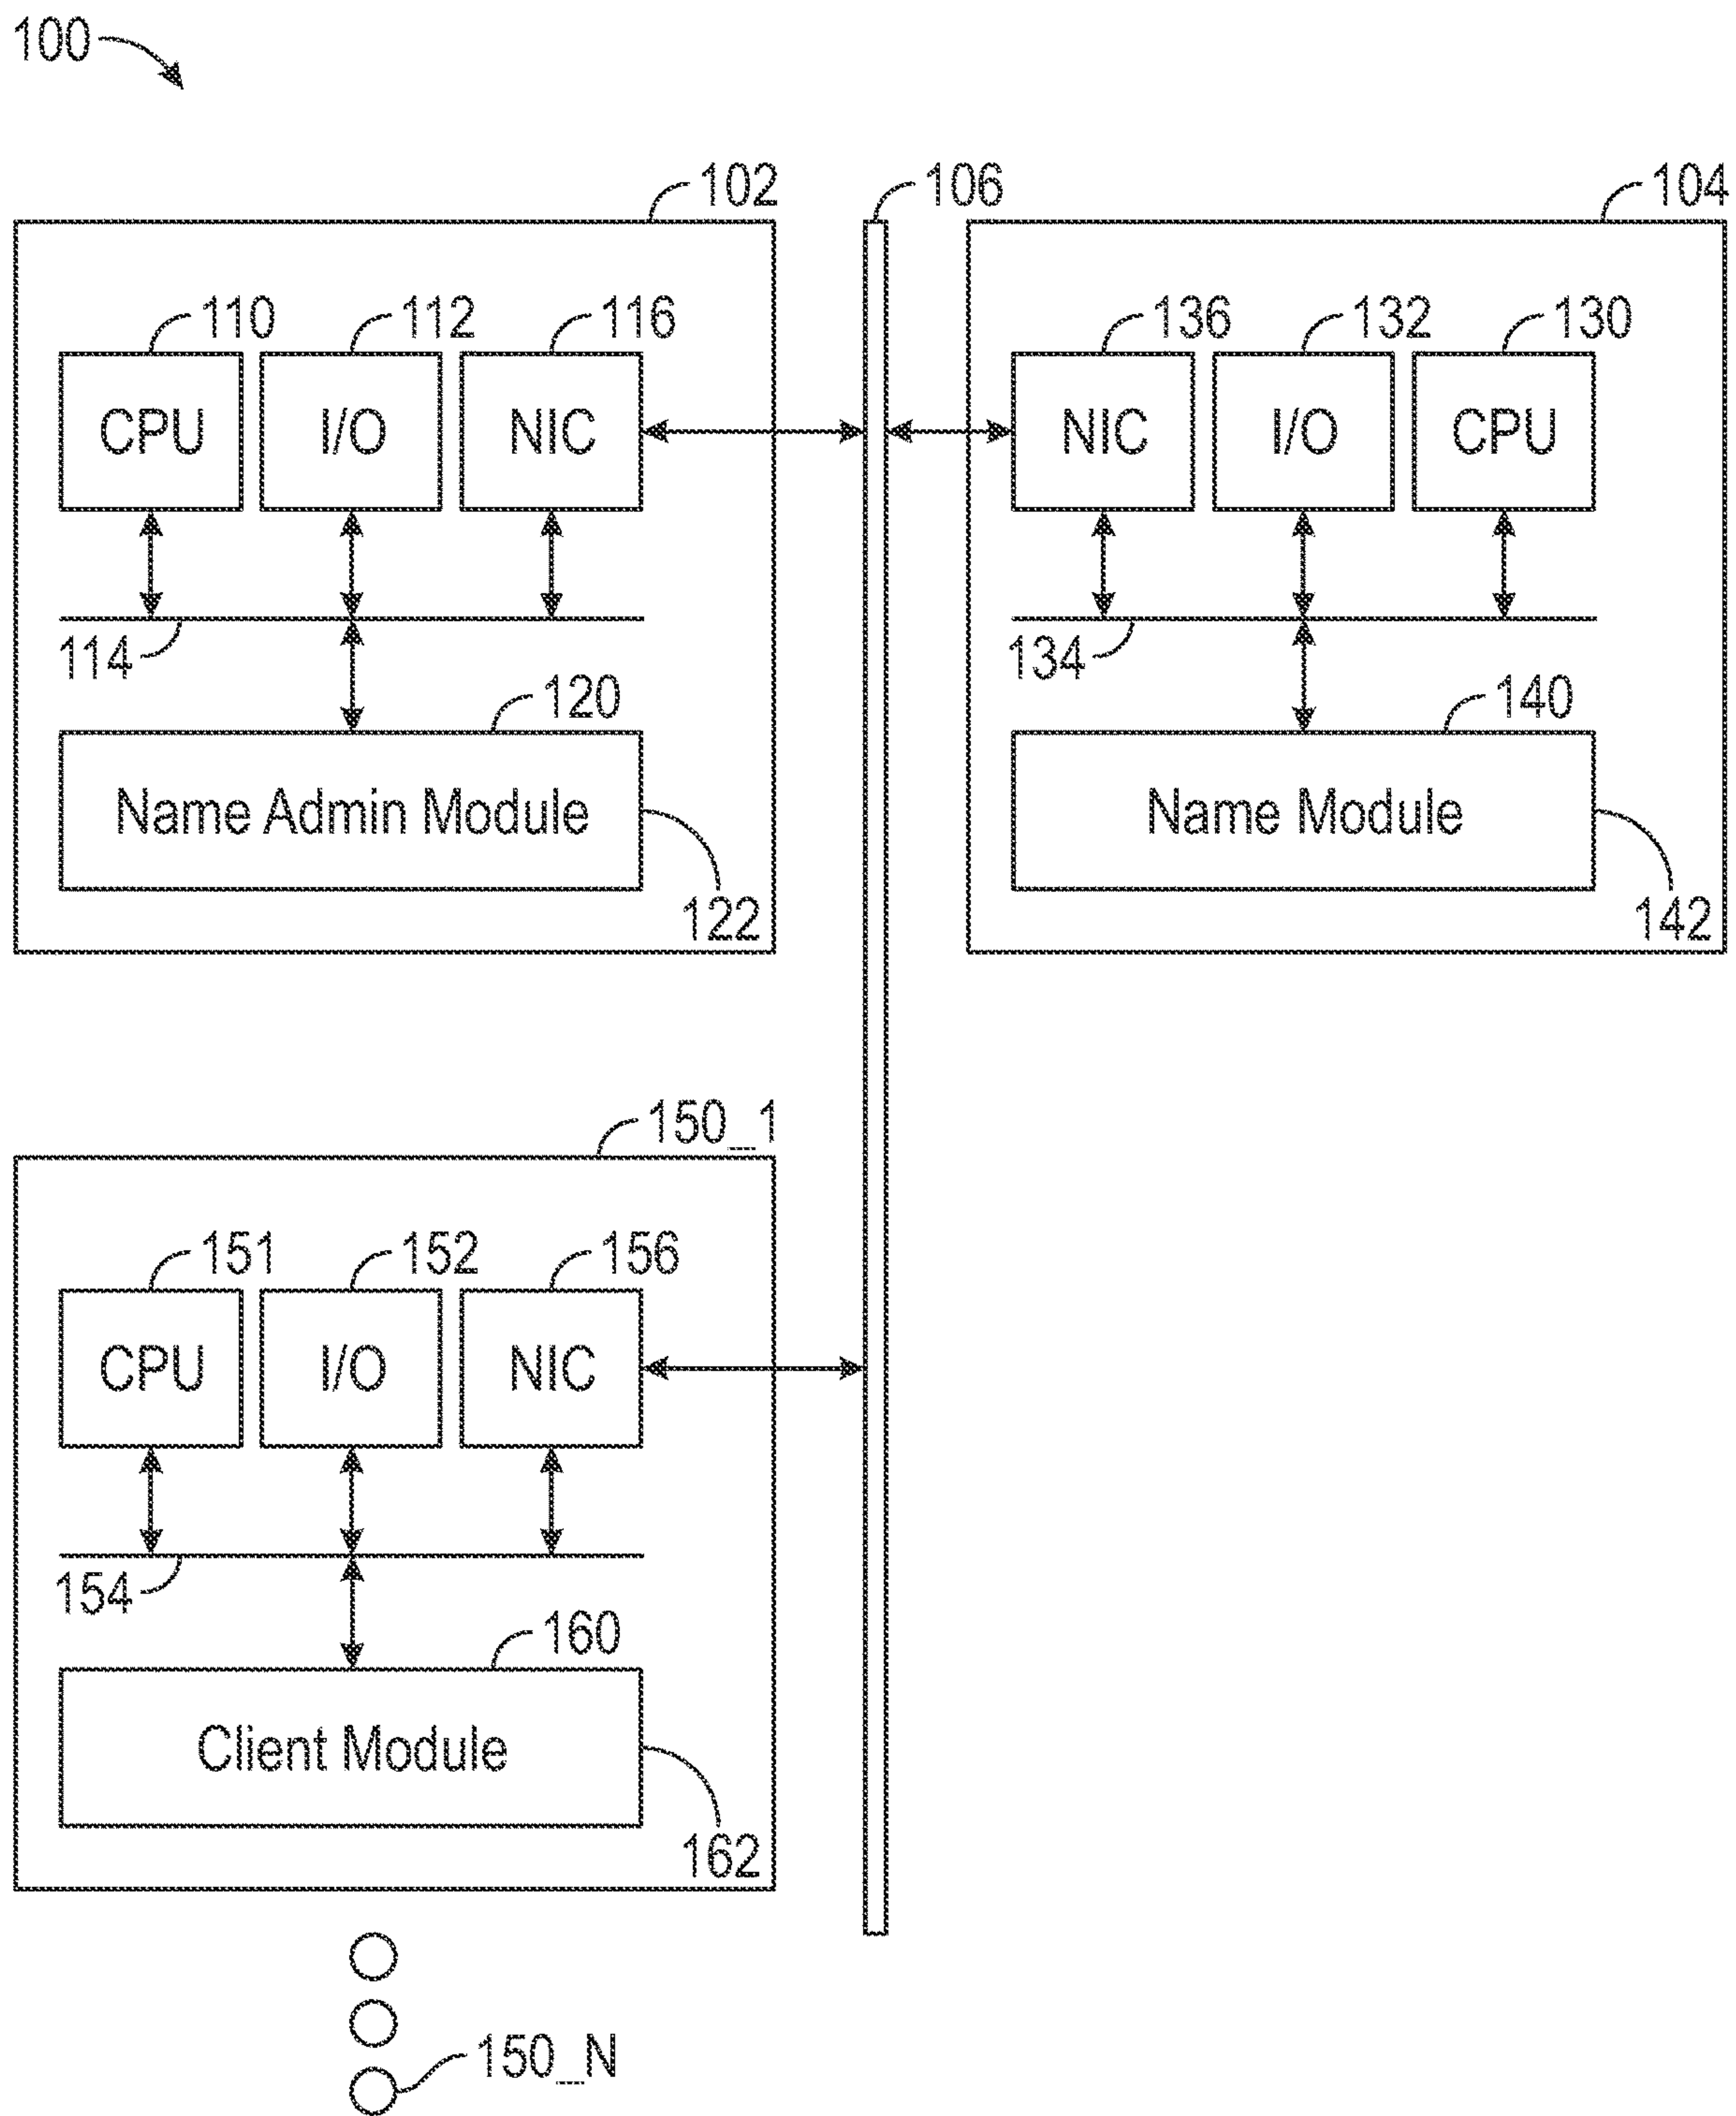 100
102 106 104
110 112 116 136 132 130
CPU I/O NIC NIC I/O CPU
114 134
120 140
Name Admin Module Name Module
122 142
150_1
151 152 156
CPU I/O NIC
154
160
Client Module
162
150_N